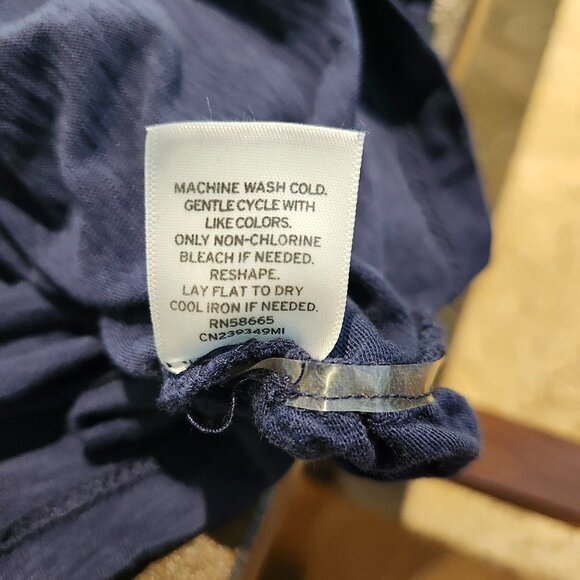 MACHINE WASH COLD.
GENTLE CYCLE WITH
LIKE COLORS.
ONLY NON-CHLORINE
BLEACH IF NEEDED.
RESHAPE.
LAY FLAT TO DRY
COOL IRON IF NEEDED.
RN58665
CN239349MI